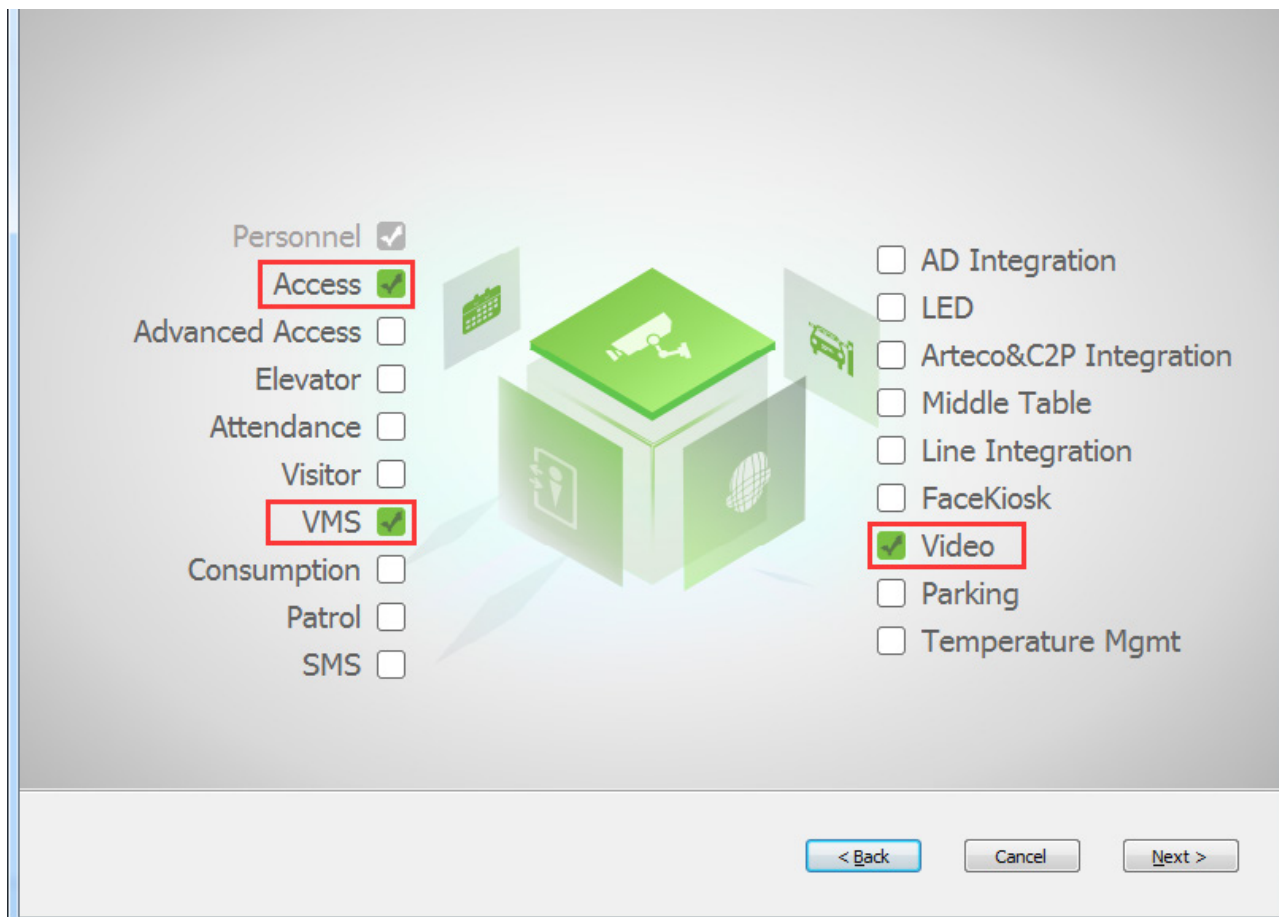 Personnel
Access
Advanced Access
Elevator
Attendance
Visitor
VMS
Consumption
Patrol
SMS
AD Integration
LED
Arteco&C2P Integration
Middle Table
Line Integration
FaceKiosk
Video
Parking
Temperature Mgmt
< Back
Cancel
Next >